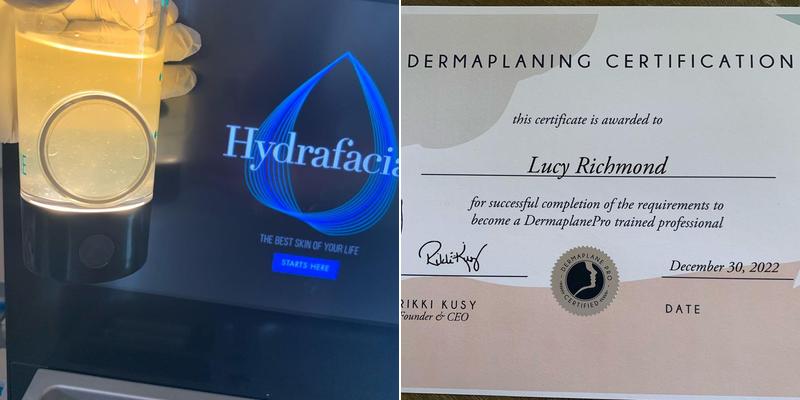 Hydrafacia
THE BEST SKIN OF YOUR LIFE
STARTS HERE
DERMAPLANING CERTIFICATION
this certificate is awarded to
Lucy Richmond
for successful completion of the requirements to
become a DermaplanePro trained professional
DERMAPLANE PRO
CERTIFIED
December 30, 2022
RIKKI KUSY
Founder & CEO
DATE